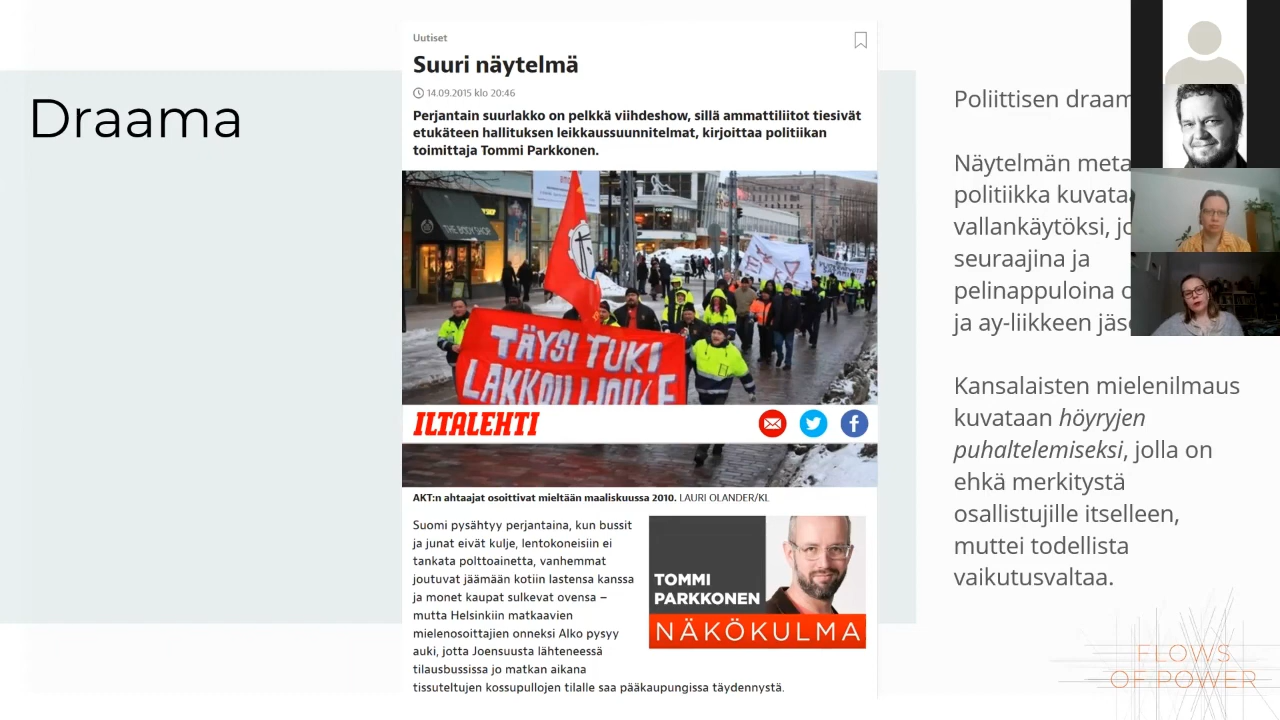 Draama
Uutiset
Suuri näytelmä
14.09.2015 klo 20:46
Perjantain suurlakko on pelkkä viihdeshow, sillä ammattiliitot tiesivät
etukäteen hallituksen leikkaussuunnitelmat, kirjoittaa politiikan
toimittaja Tommi Parkkonen.
THE BODY SHOP
TÄYSI TUKI
ILTALEHTI
AKT:n ahtaajat osoittivat mieltään maaliskuussa 2010. LAURI OLANDER/KL
Suomi pysähtyy perjantaina, kun bussit
ja junat eivät kulje, lentokoneisiin ei
tankata polttoainetta, vanhemmat
joutuvat jäämään kotiin lastensa kanssa
ja monet kaupat sulkevat ovensa –
mutta Helsinkiin matkaavien
mielenosoittajien onneksi Alko pysyy
auki, jotta Joensuusta lähteneessä
tilausbussissa jo matkan aikana
tissuteltujen kossupullojen tilalle saa pääkaupungissa täydennystä.
TOMMI
PARKKONEN
NÄKÖKULMA
Poliittisen
Näytelmän
politiikka
vallankäytöksi,
seuraajina ja
pelinappuloina
ja ay-liikkeen
Kansalaisten mielenilmaus
kuvataan höyryjen
puhaltelemiseksi, jolla on
ehkä merkitystä
osallistujille itselleen,
muttei todellista
vaikutusvaltaa.
FLOWS
OF POWER